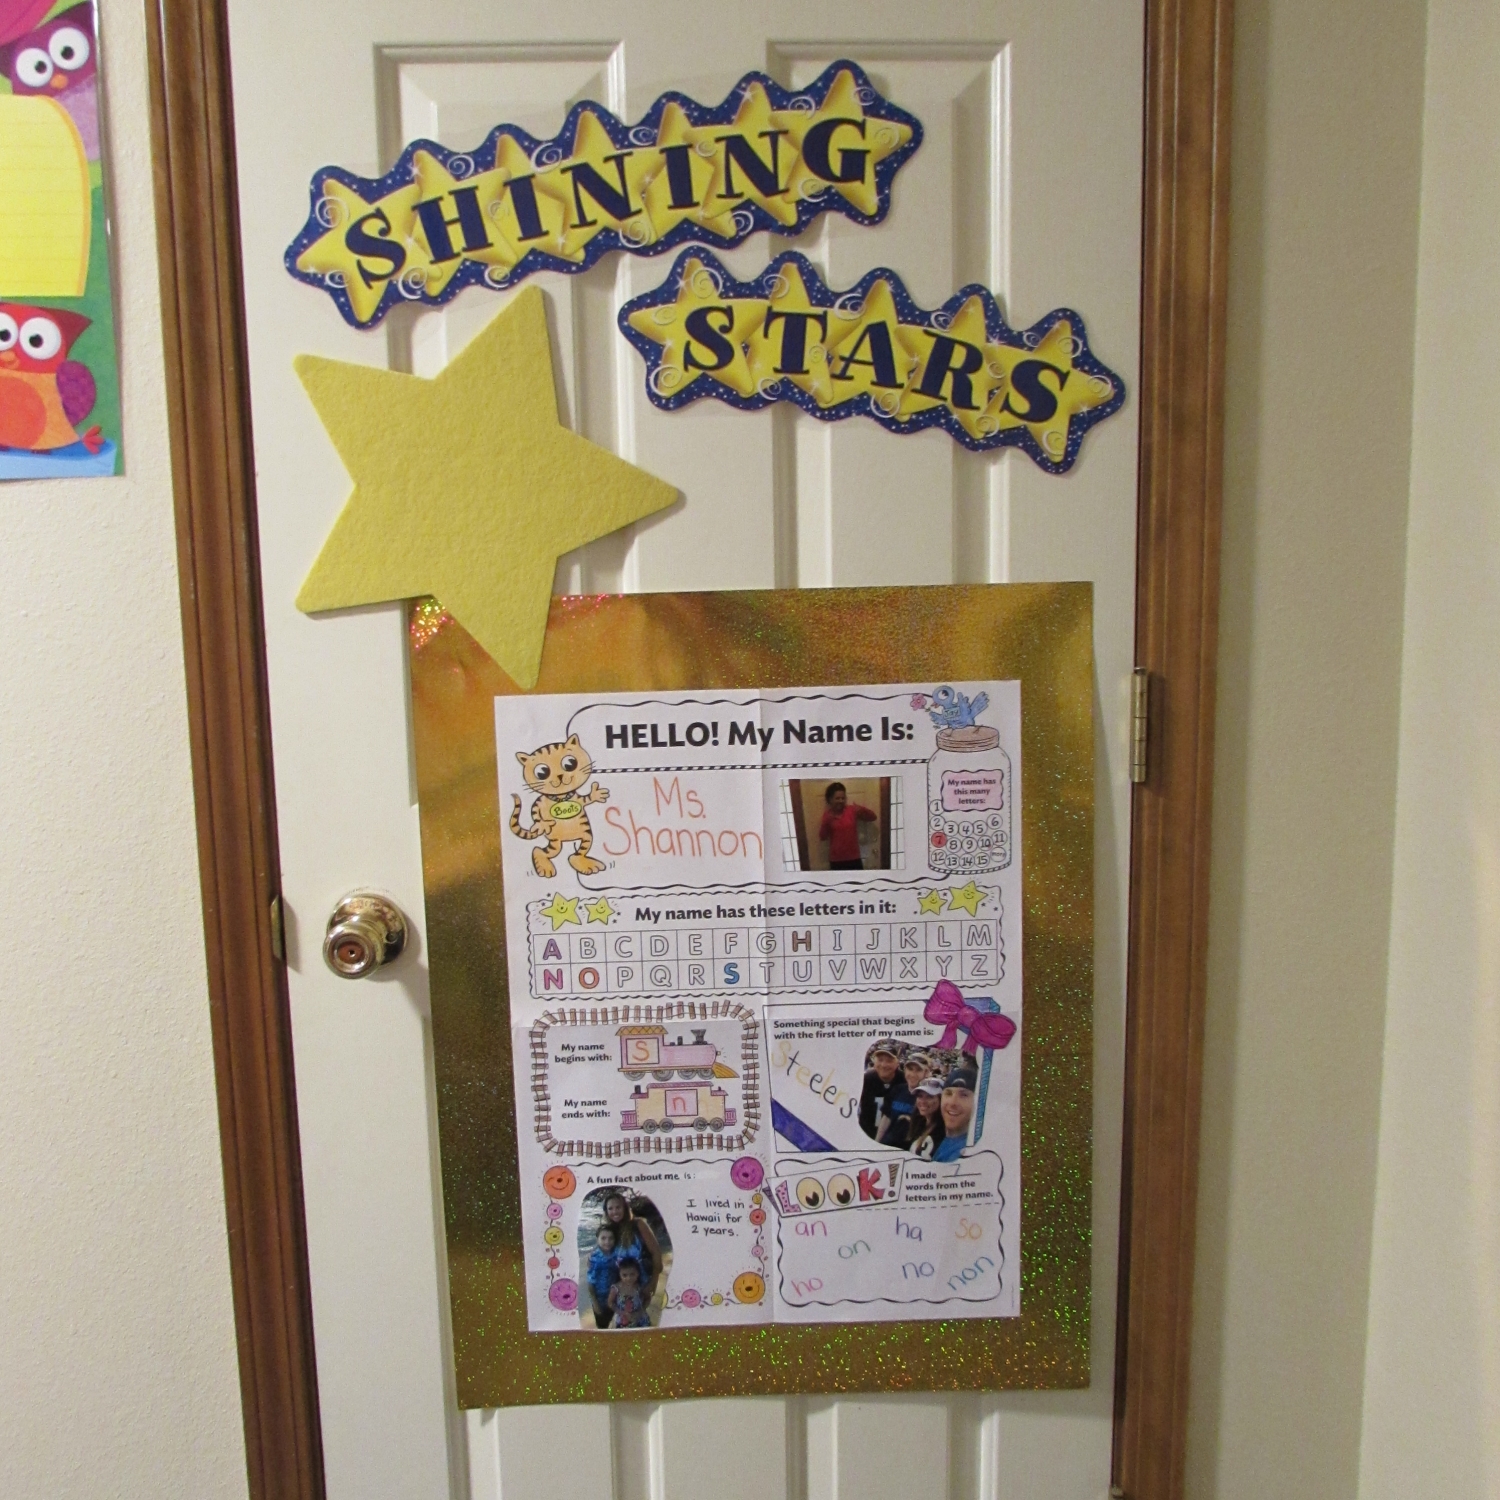 SHINING
STARS
HELLO! My Name Is:
Boots
Ms.
Shannon
My name has
this many
letters:
1
2 3 4 5 6
7 8 9 10 11
12 13 14 15
My name has these letters in it:
A B C D E F G H I J K L M
N O P Q R S T U V W X Y Z
My name
begins with:
S
My name
ends with:
n
Something special that begins
with the first letter of my name is:
Steelers
A fun fact about me is:
I lived in
Hawaii for
2 years.
LOOK!
I made 7
words from the
letters in my name.
an ha so
on
ho no non